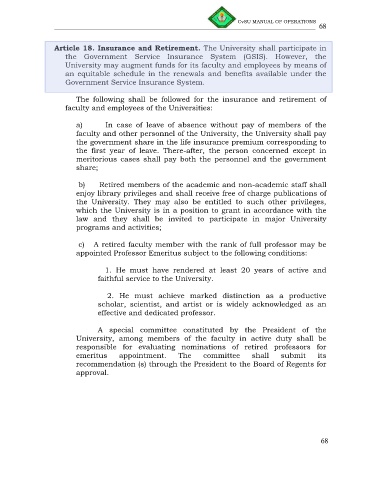 CvSU MANUAL OF OPERATIONS
68
Article 18. Insurance and Retirement. The University shall participate in
the Government Service Insurance System (GSIS). However, the
University may augment funds for its faculty and employees by means of
an equitable schedule in the renewals and benefits available under the
Government Service Insurance System.
The following shall be followed for the insurance and retirement of
faculty and employees of the Universities:
a) In case of leave of absence without pay of members of the
faculty and other personnel of the University, the University shall pay
the government share in the life insurance premium corresponding to
the first year of leave. There-after, the person concerned except in
meritorious cases shall pay both the personnel and the government
share;
b) Retired members of the academic and non-academic staff shall
enjoy library privileges and shall receive free of charge publications of
the University. They may also be entitled to such other privileges,
which the University is in a position to grant in accordance with the
law and they shall be invited to participate in major University
programs and activities;
c) A retired faculty member with the rank of full professor may be
appointed Professor Emeritus subject to the following conditions:
1. He must have rendered at least 20 years of active and
faithful service to the University.
2. He must achieve marked distinction as a productive
scholar, scientist, and artist or is widely acknowledged as an
effective and dedicated professor.
A special committee constituted by the President of the
University, among members of the faculty in active duty shall be
responsible for evaluating nominations of retired professors for
emeritus appointment. The committee shall submit its
recommendation (s) through the President to the Board of Regents for
approval.
68